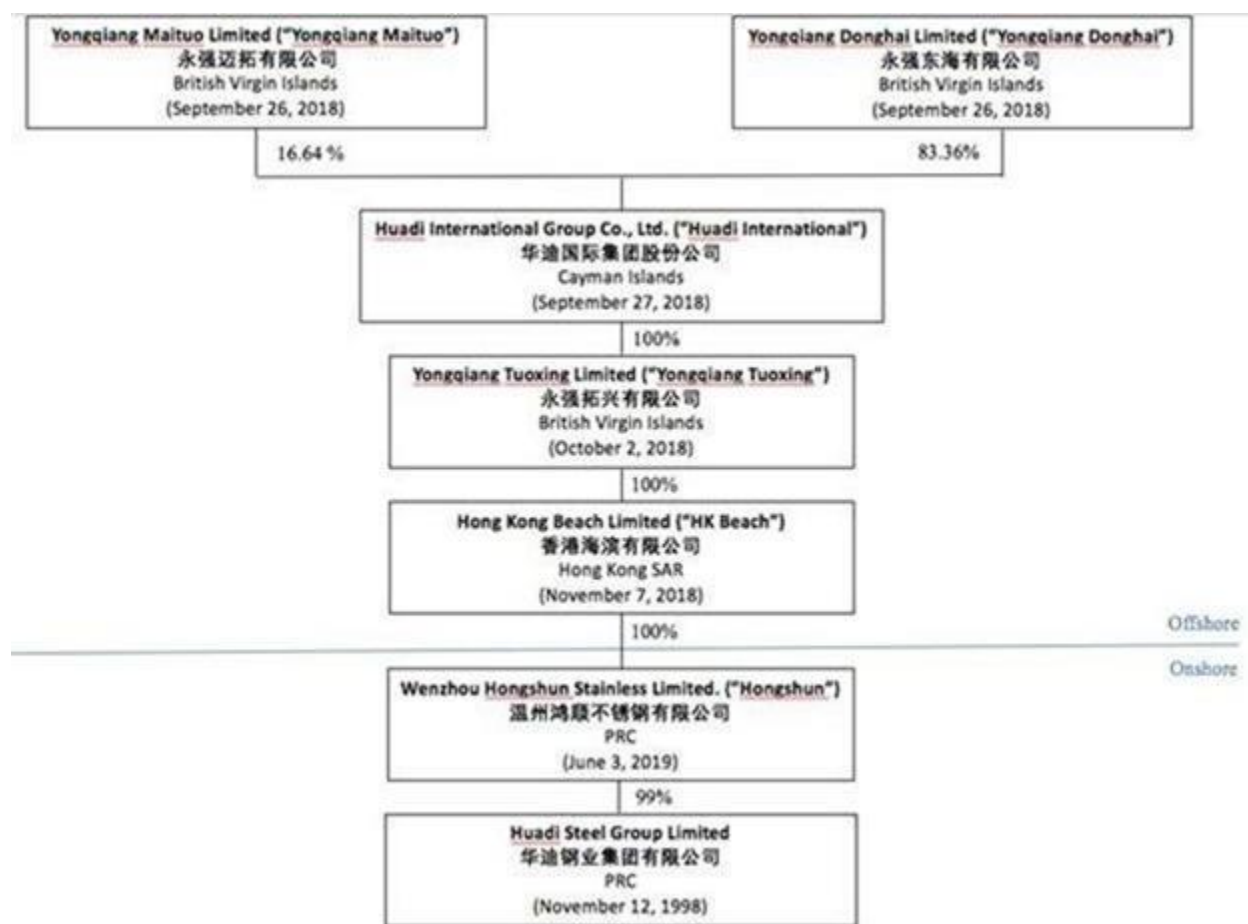 Yongqiang Maituo Limited ("Yongqiang Maituo")
永强迈拓有限公司
British Virgin Islands
(September 26, 2018)
Yongqiang Donghai Limited ("Yongqiang Donghai")
永强东海有限公司
British Virgin Islands
(September 26, 2018)
16.64 %
83.36%
Huadi International Group Co., Ltd. ("Huadi International")
华迪国际集团股份公司
Cayman Islands
(September 27, 2018)
100%
Yongqiang Tuoxing Limited ("Yongqiang Tuoxing")
永强拓兴有限公司
British Virgin Islands
(October 2, 2018)
100%
Hong Kong Beach Limited ("HK Beach")
香港海滨有限公司
Hong Kong SAR
(November 7, 2018)
100%
Offshore
Onshore
Wenzhou Hongshun Stainless Limited. ("Hongshun")
温州鸿顺不锈钢有限公司
PRC
(June 3, 2019)
99%
Huadi Steel Group Limited
华迪钢业集团有限公司
PRC
(November 12, 1998)